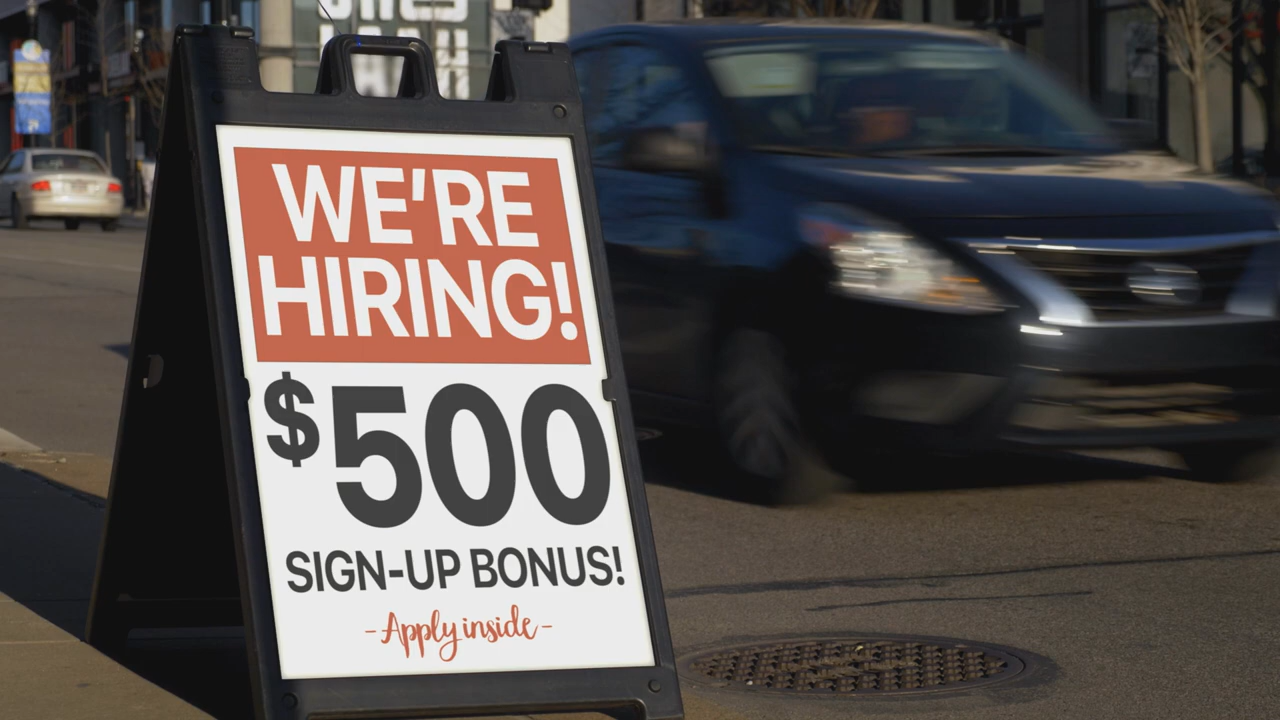 WE'RE
HIRING!
$500
SIGN-UP BONUS!
- Apply inside -